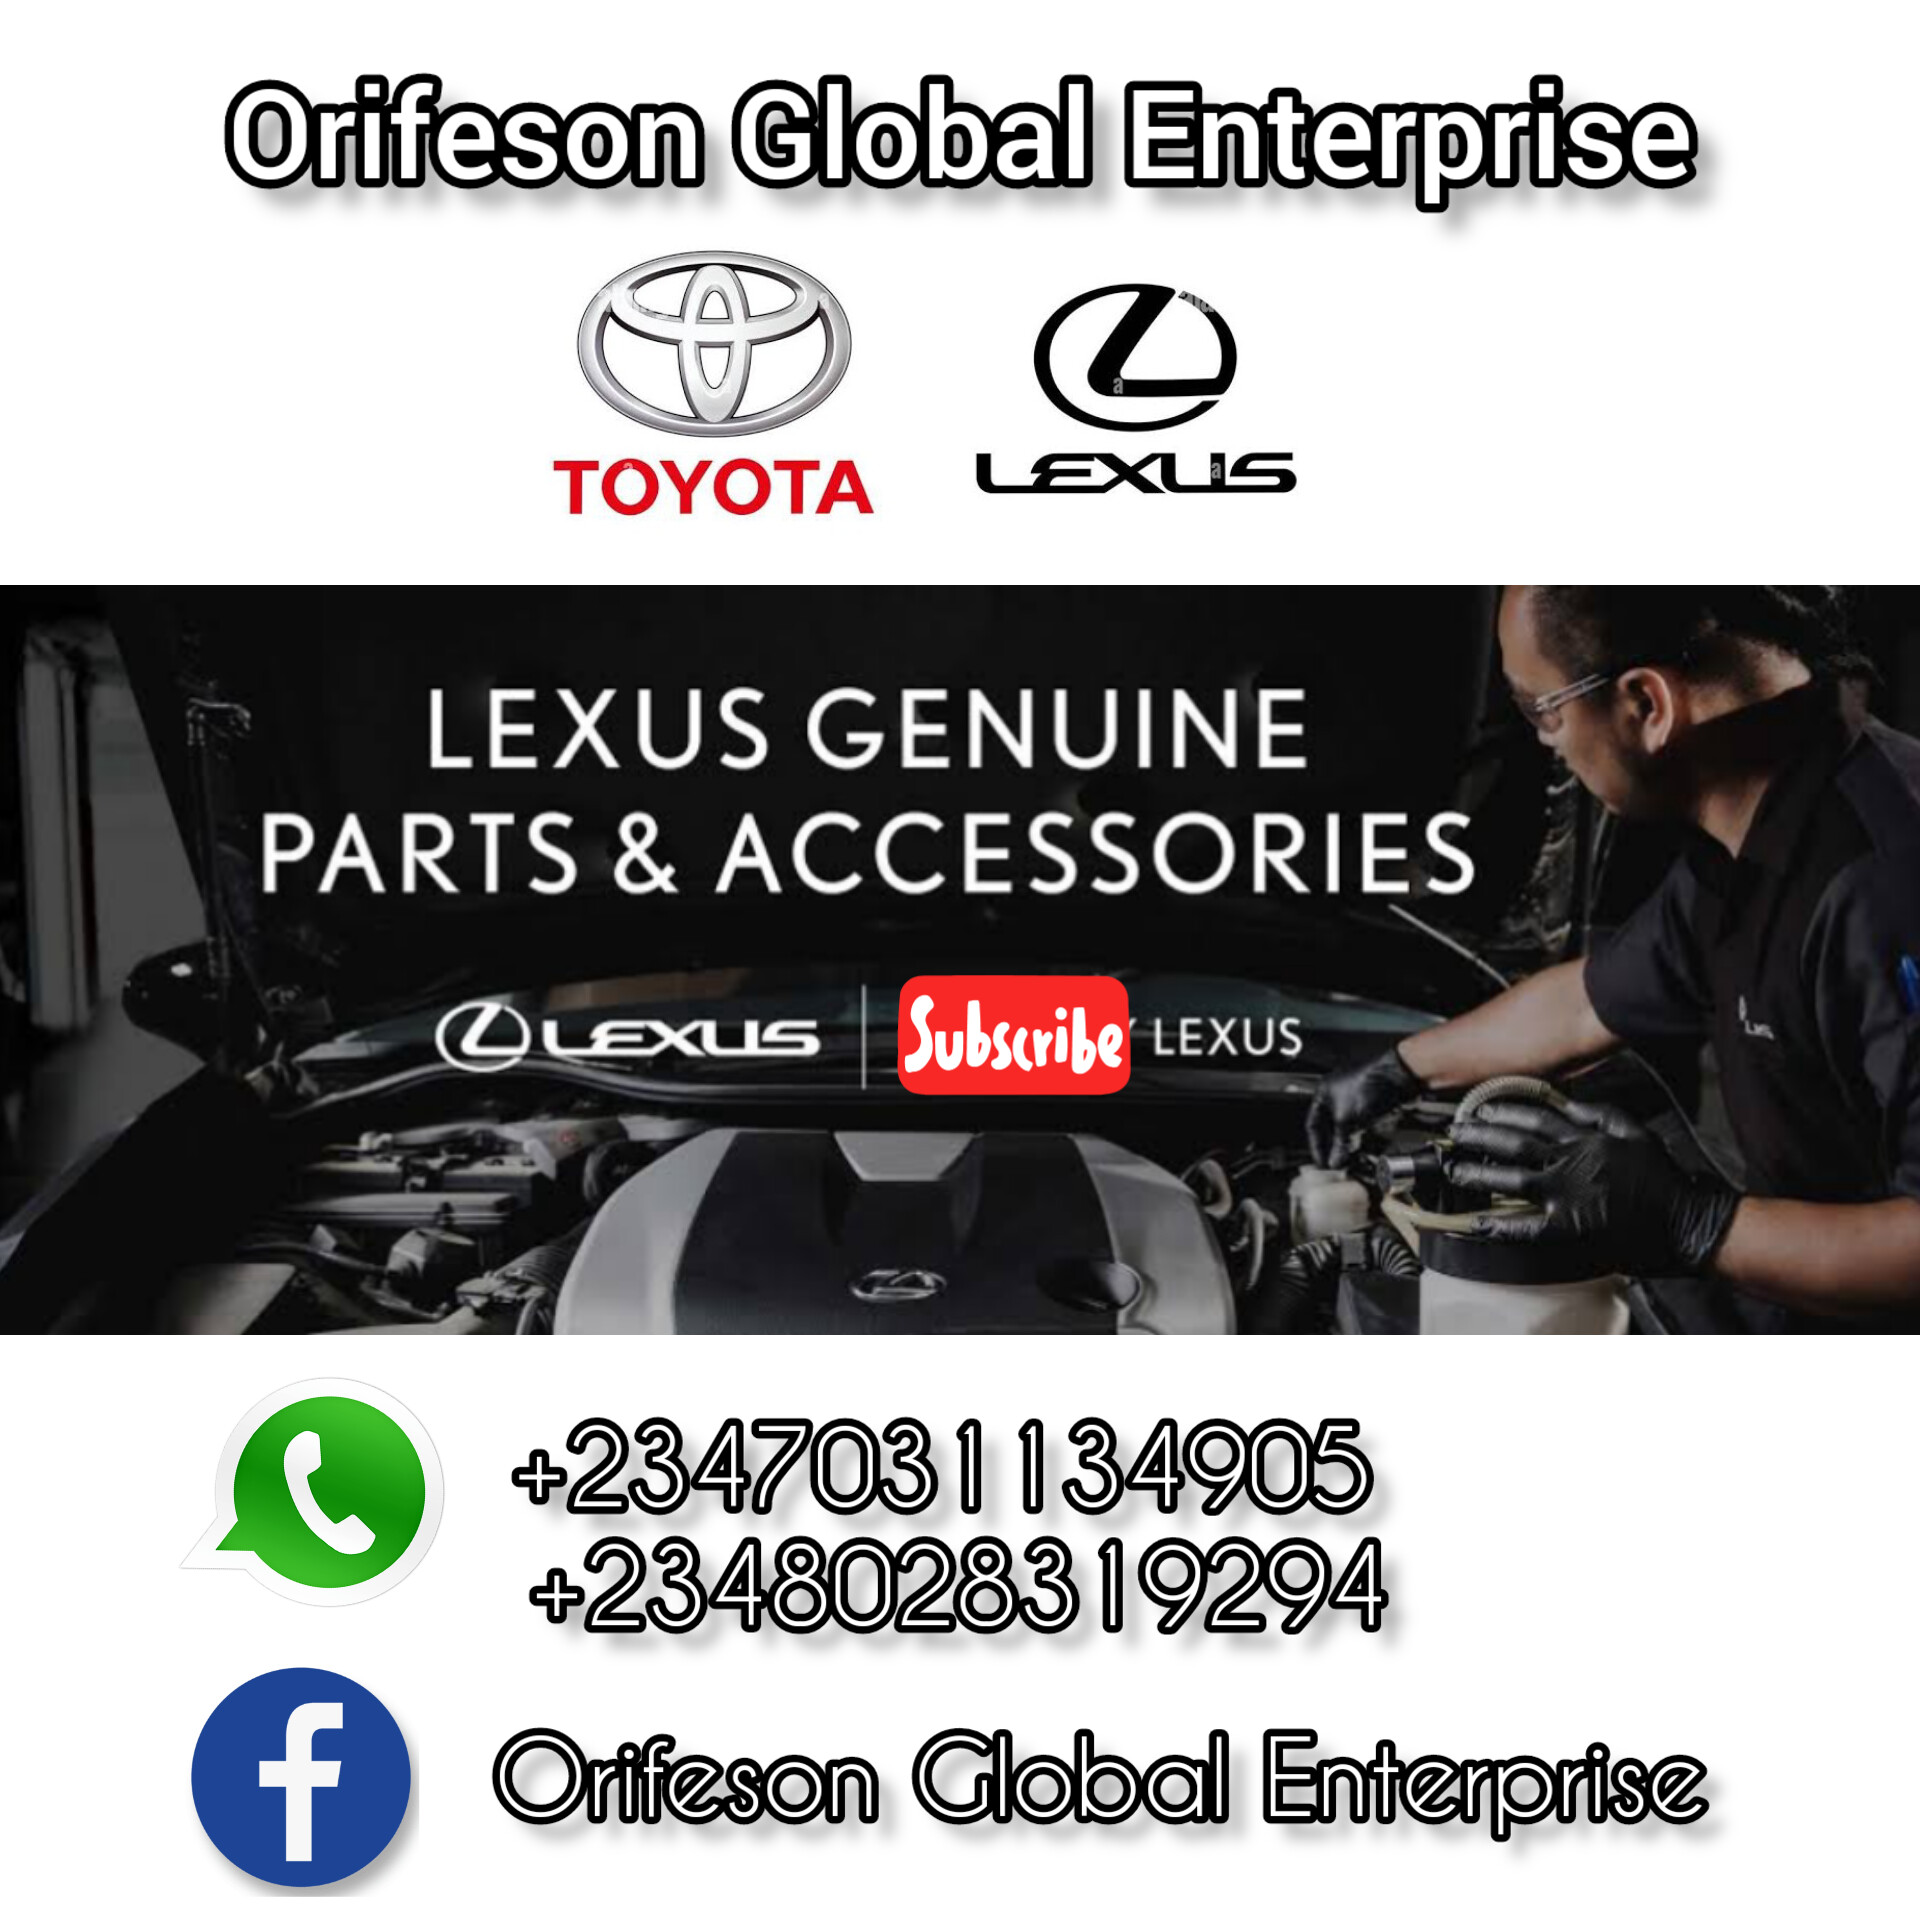 Orifeson Global Enterprise
TOYOTA
LEXUS
LEXUS GENUINE
PARTS & ACCESSORIES
LEXUS Subscribe LEXUS
+2347031134905
+2348028319294
Orifeson Global Enterprise